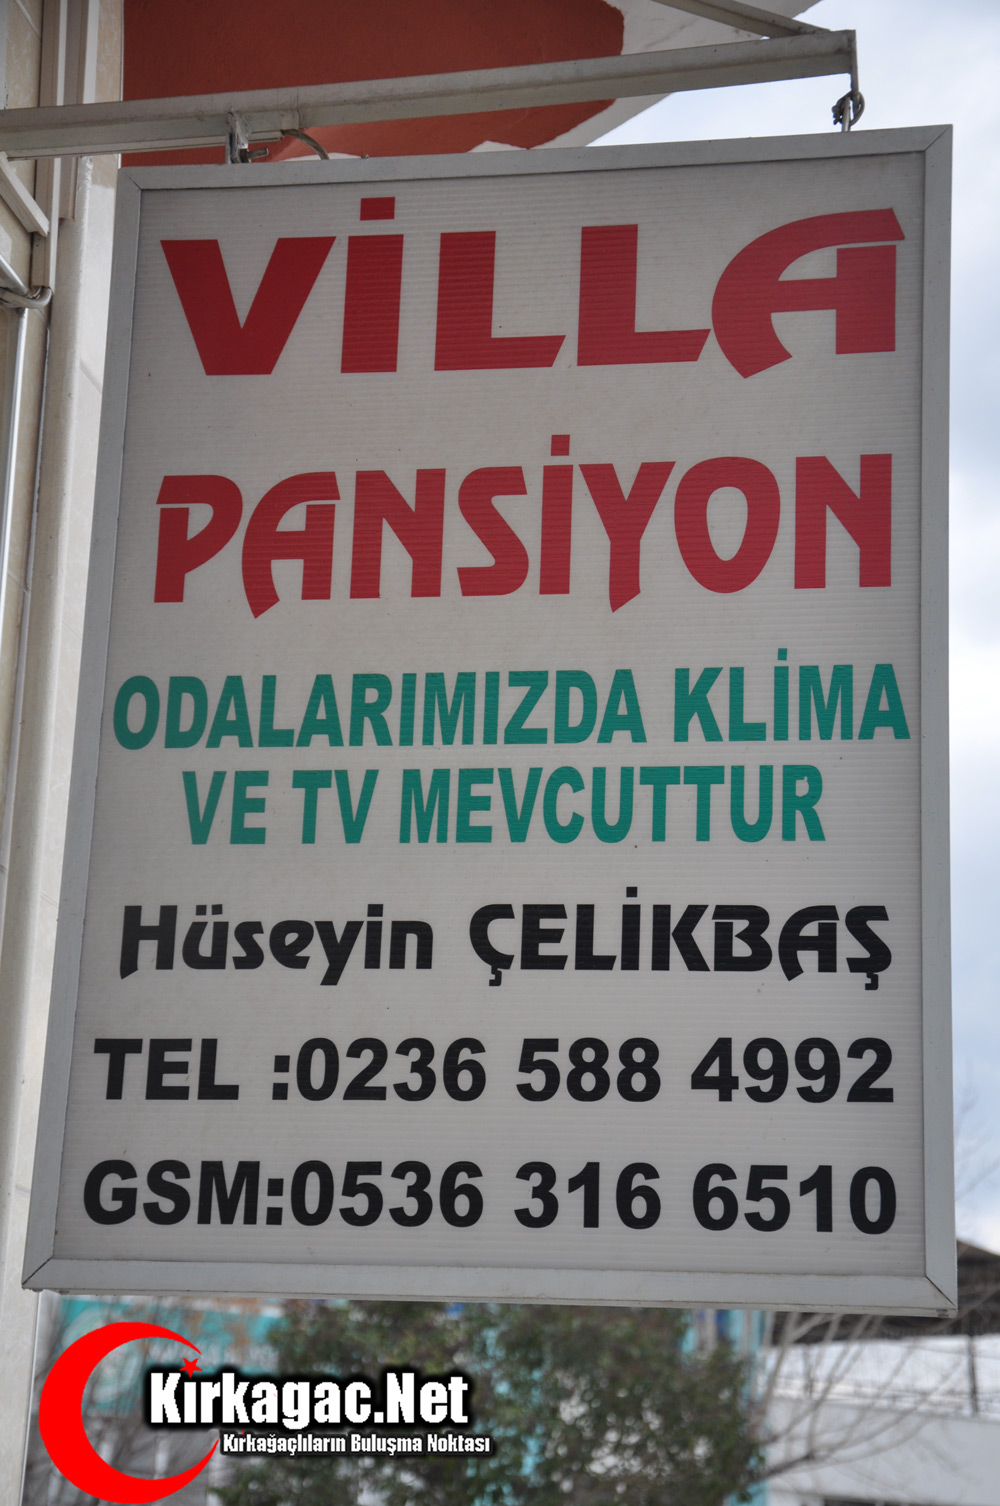 VİLLA
PANSİYON
ODALARIMIZDA KLİMA
VE TV MEVCUTTUR
Hüseyin ÇELİKBAŞ
TEL :0236 588 4992
GSM:0536 316 6510
Kırkagac.Net
Kırkağaçlıların Buluşma Noktası